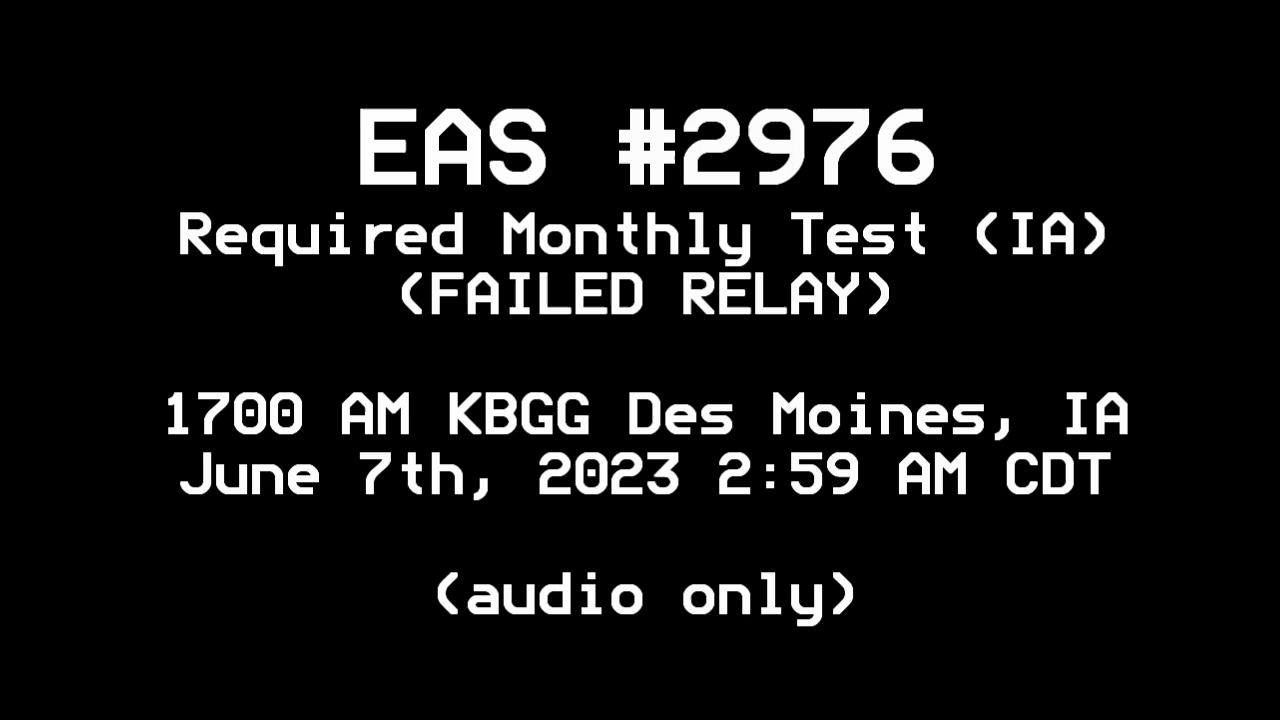 EAS #2976
Required Monthly Test (IA)
(FAILED RELAY)
1700 AM KBGG Des Moines, IA
June 7th, 2023 2:59 AM CDT
(audio only)